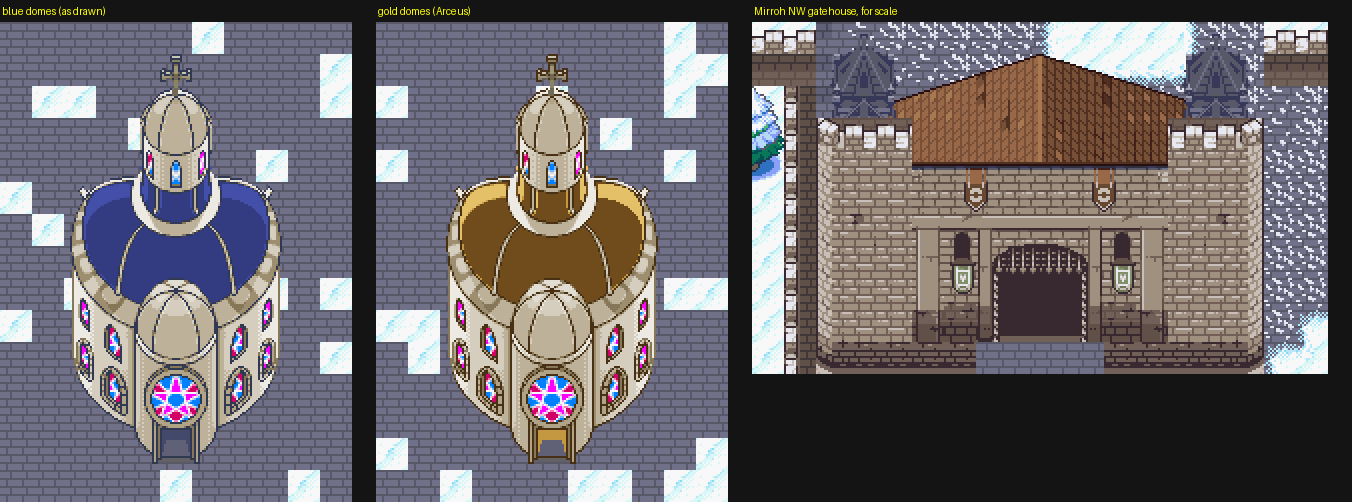 blue domes (as drawn)
gold domes (Arceus)
Mirroh NW gatehouse, for scale